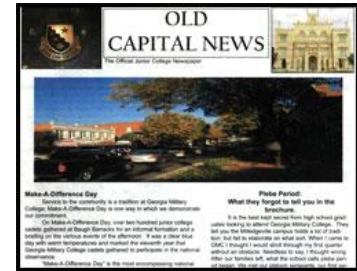 OLD
CAPITAL NEWS
The Official Junior College Newspaper
Make-A-Difference Day
Service to the community is a tradition at Georgia Military
College; Make-A-Difference Day is one way in which we demonstrate
our commitment.
On Make-A-Difference Day, over two hundred junior college
cadets gathered at Baugh Barracks for an informal formation and a
briefing on the various events of the afternoon. It was a clear blue
day with warm temperatures and marked the eleventh year that
Georgia Military College cadets gathered to participate in the national
observance.
"Make-A-Difference Day" is the most encompassing national
Plebe Period:
What they forgot to tell you in the
brochure.
It is the best kept secret from high school grad-
uates looking to attend Georgia Military College. They
tell you the Milledgeville campus holds a lot of tradi-
tion, but fail to elaborate on what sort. When I came to
GMC I thought I would stroll through my first quarter
without an obstacle. Needless to say, I thought wrong.
After our families left, what the school calls plebe peri-
od began. We met our platoon sergeants, our first